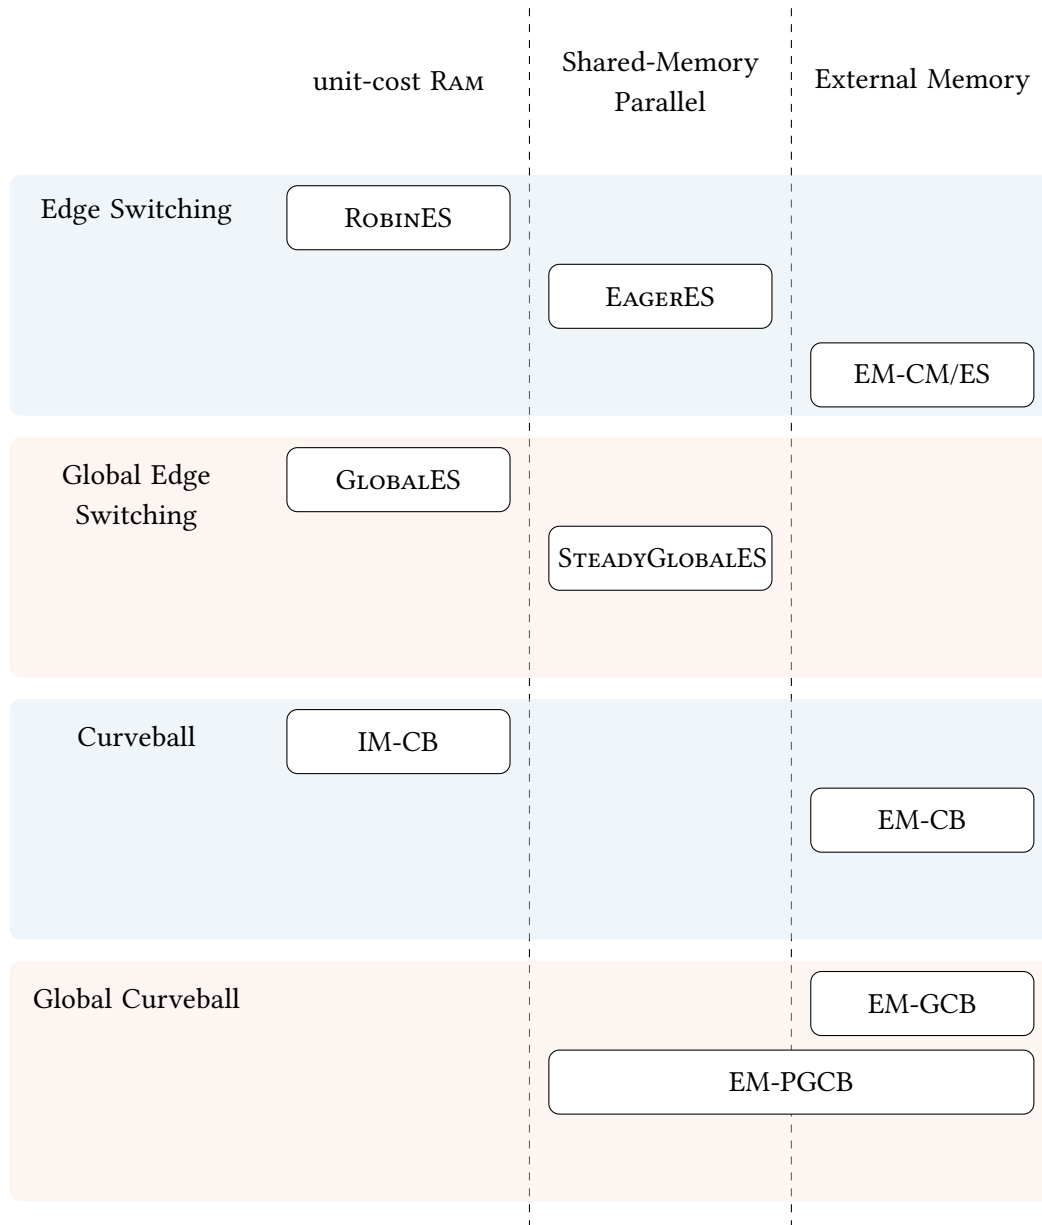 unit-cost RAM
Shared-Memory
Parallel
External Memory
Edge Switching
ROBINES
EAGERES
EM-CM/ES
Global Edge
Switching
GLOBALES
STEADYGLOBALES
Curveball
IM-CB
EM-CB
Global Curveball
EM-GCB
EM-PGCB